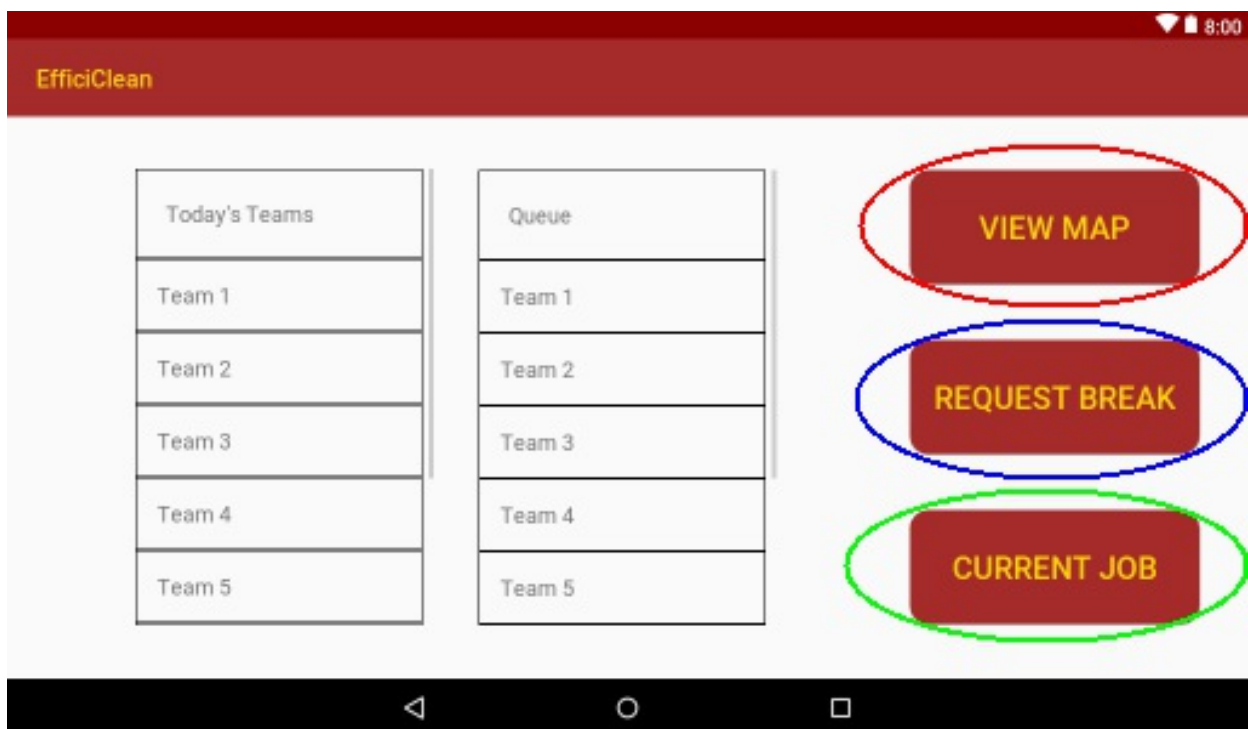 8:00
EfficiClean
Today's Teams
Team 1
Team 2
Team 3
Team 4
Team 5
Queue
Team 1
Team 2
Team 3
Team 4
Team 5
VIEW MAP
REQUEST BREAK
CURRENT JOB